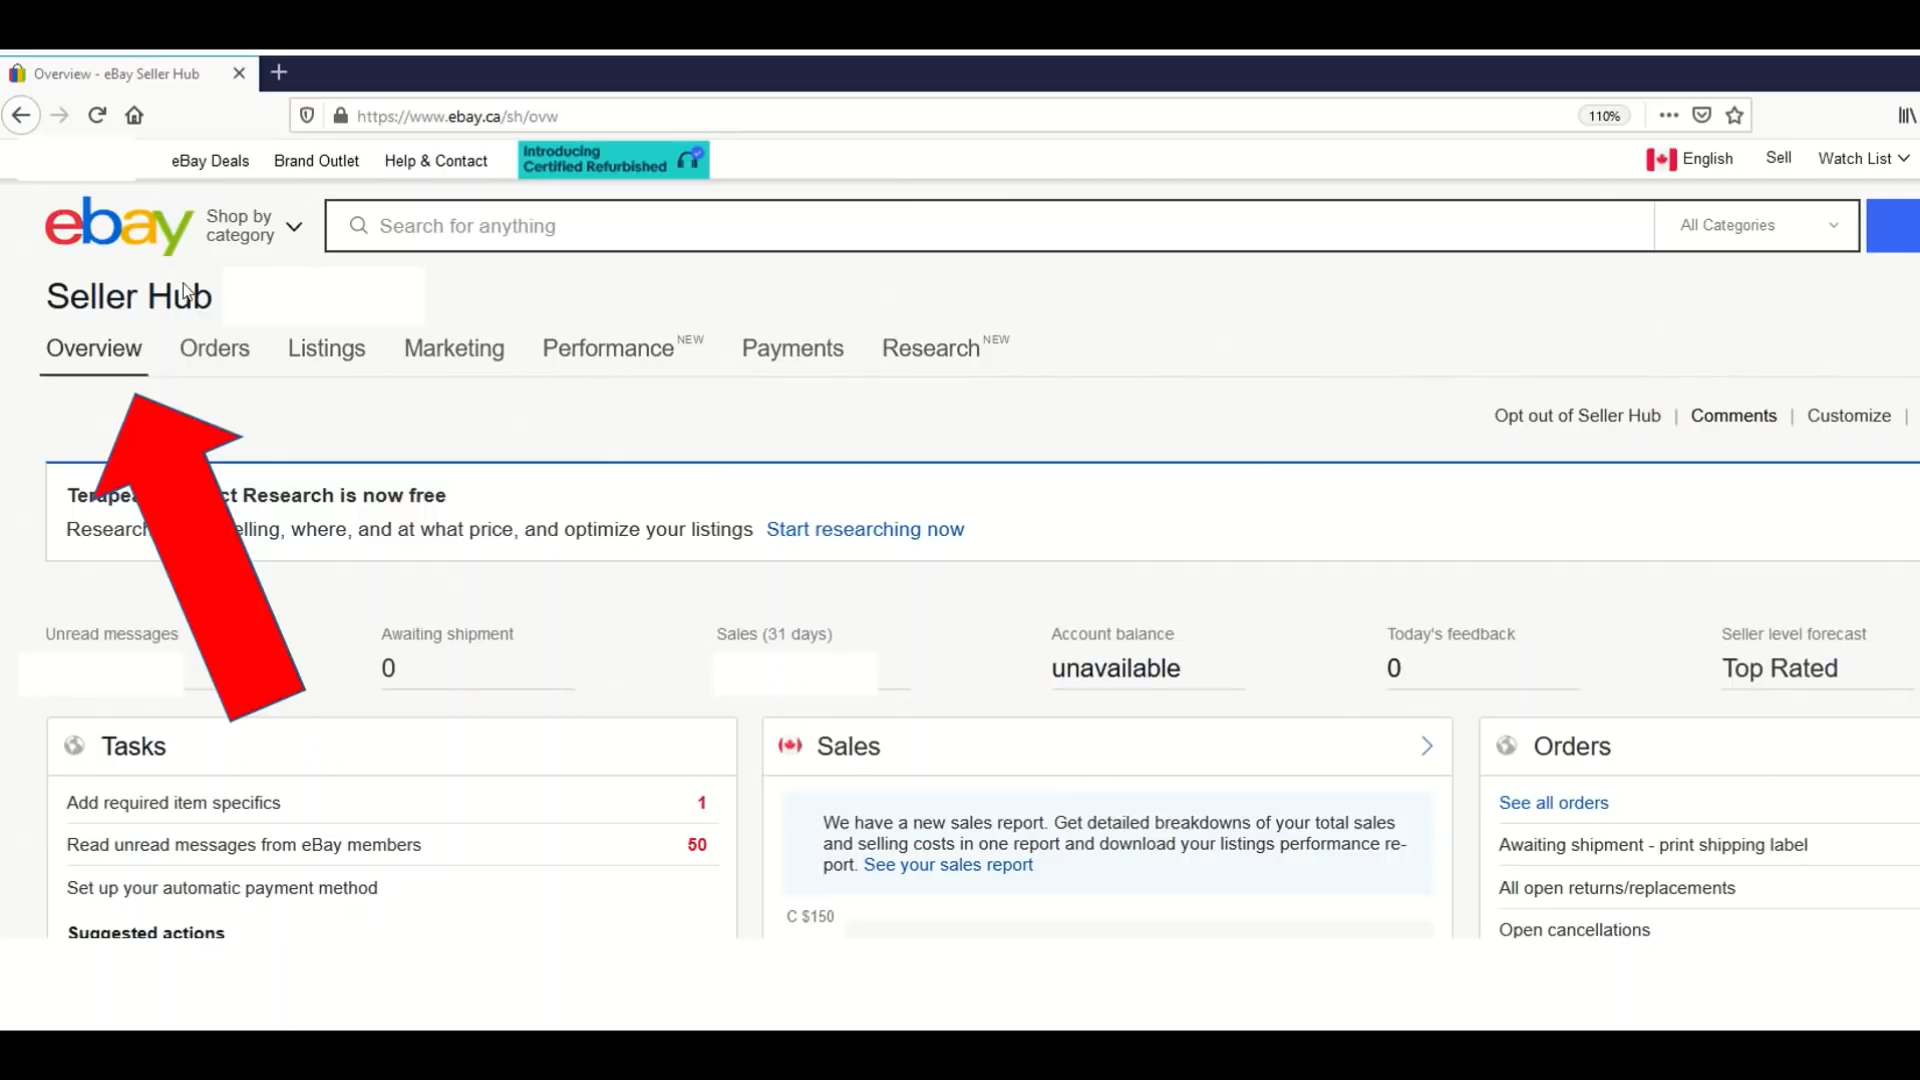 Overview - eBay Seller Hub
https://www.ebay.ca/sh/ovw
110%
eBay Deals
Brand Outlet
Help & Contact
Introducing
Certified Refurbished
English
Sell
Watch List
ebay
Shop by
category
Search for anything
All Categories
Seller Hub
Overview
Orders
Listings
Marketing
Performance NEW
Payments
Research NEW
Opt out of Seller Hub | Comments | Customize |
Research is now free
Research where, and at what price, and optimize your listings Start researching now
Unread messages
Awaiting shipment
0
Sales (31 days)
Account balance
unavailable
Today's feedback
0
Seller level forecast
Top Rated
Tasks
Add required item specifics 1
Read unread messages from eBay members 50
Set up your automatic payment method
Suggested actions
Sales
We have a new sales report. Get detailed breakdowns of your total sales
and selling costs in one report and download your listings performance re-
port. See your sales report
C $150
Orders
See all orders
Awaiting shipment - print shipping label
All open returns/replacements
Open cancellations